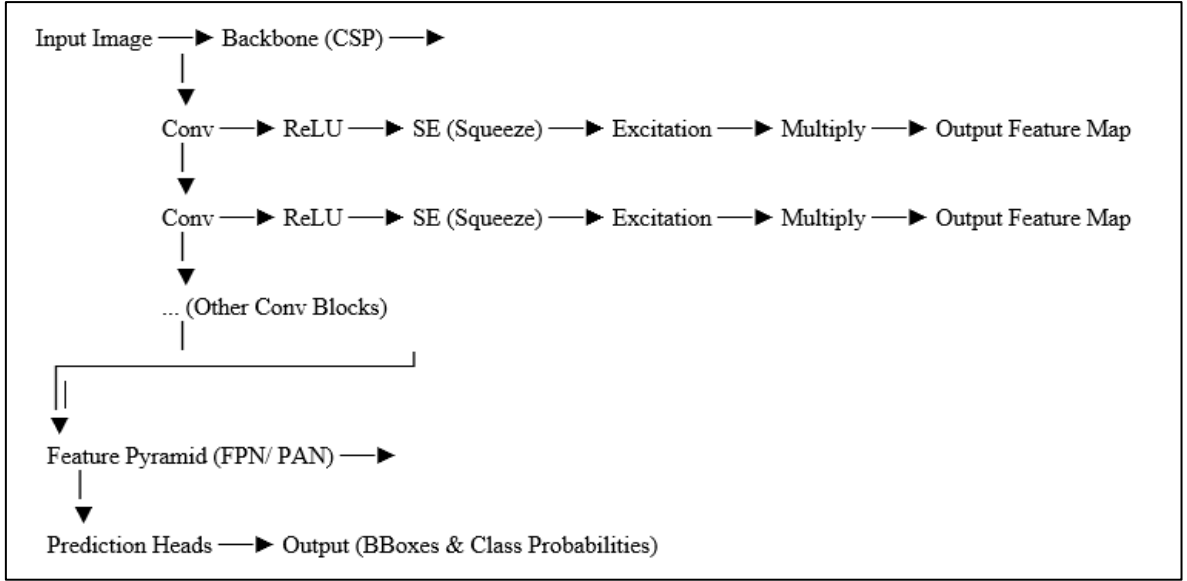 Input Image Backbone (CSP)
Conv ReLU SE (Squeeze) Excitation Multiply Output Feature Map
Conv ReLU SE (Squeeze) Excitation Multiply Output Feature Map
... (Other Conv Blocks)
Feature Pyramid (FPN/ PAN)
Prediction Heads Output (BBoxes & Class Probabilities)